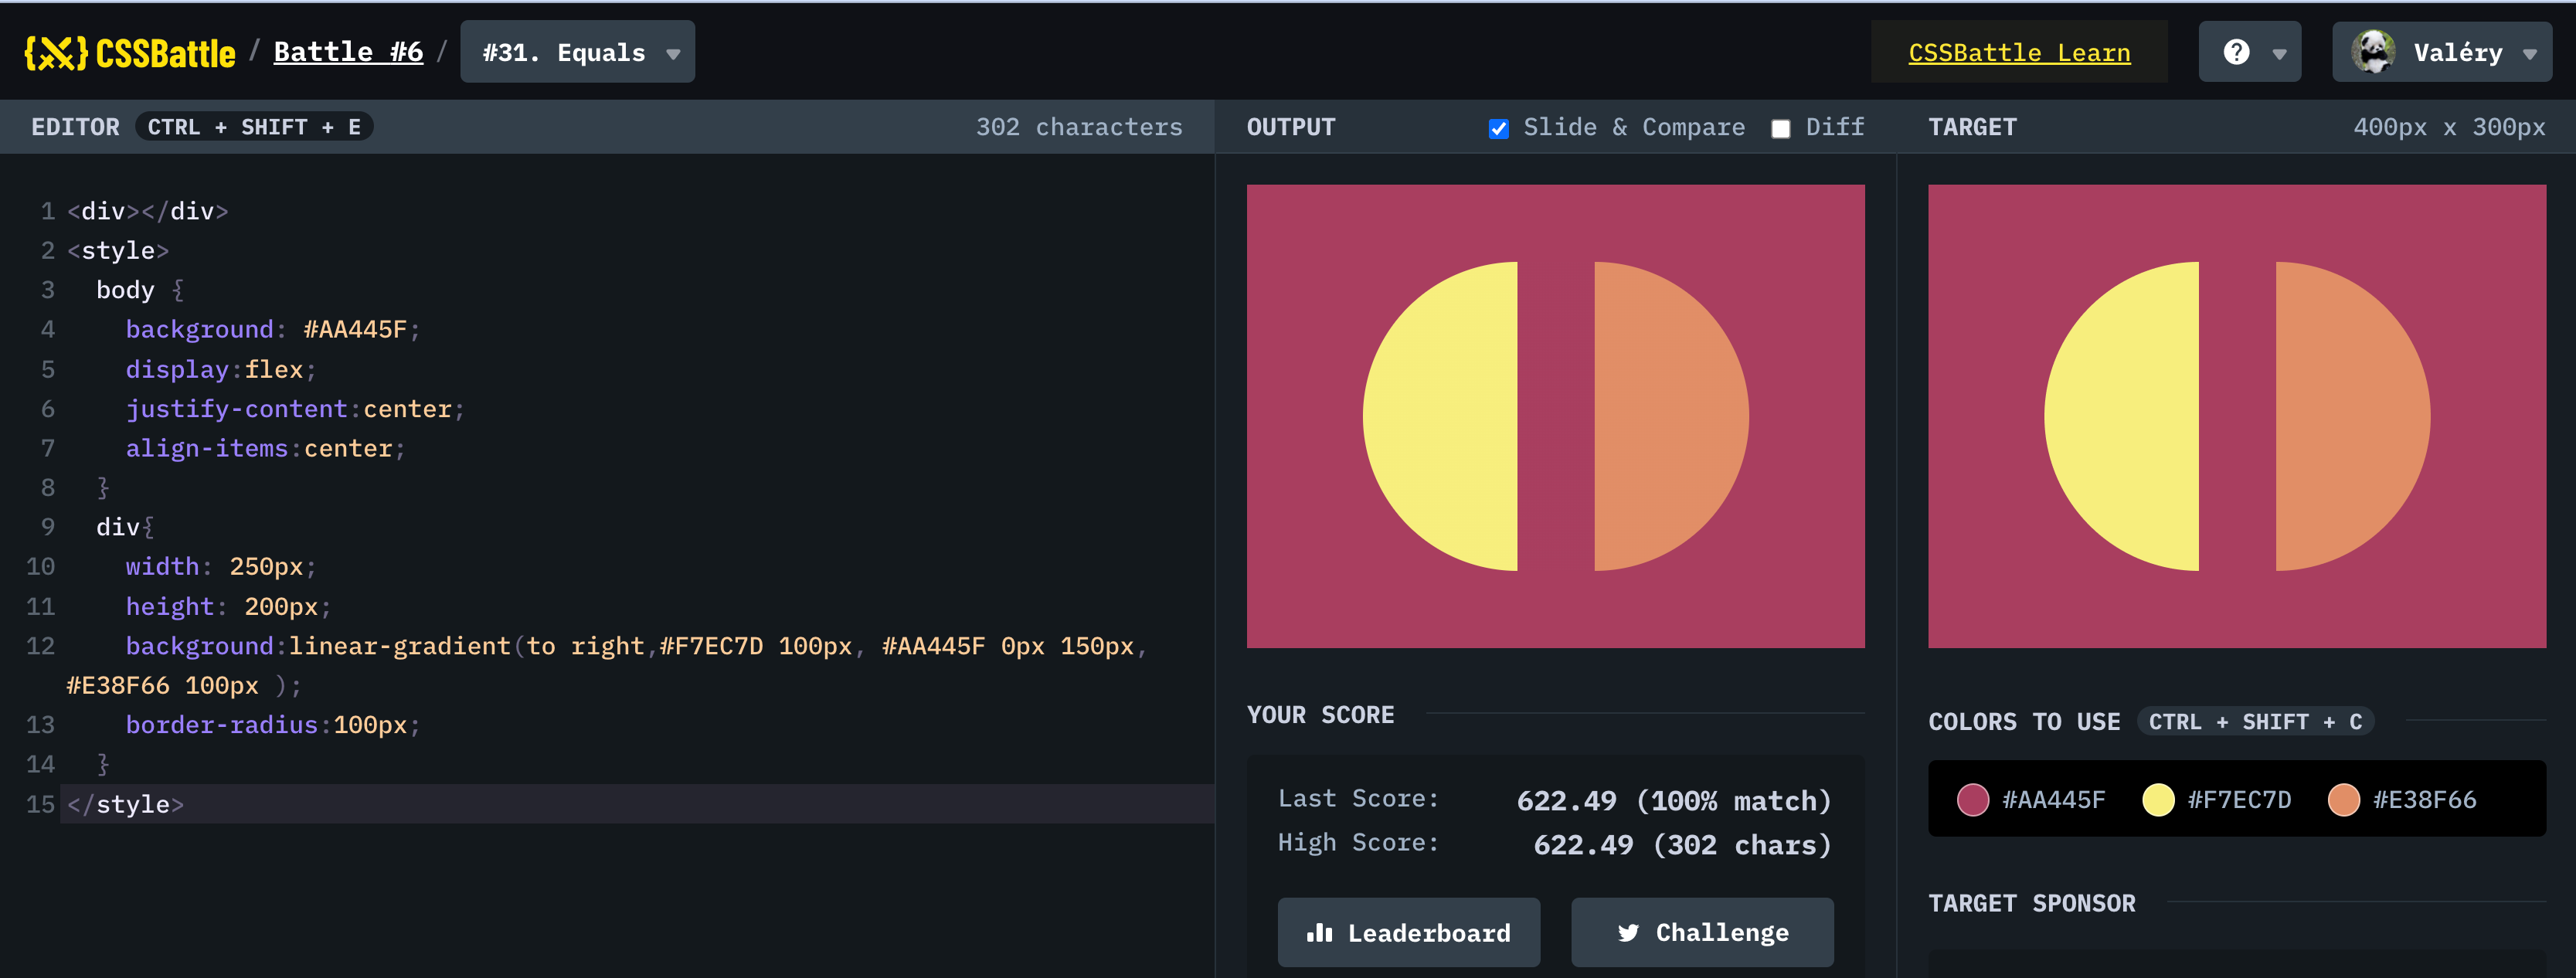 {} CSSBattle / Battle #6 / #31. Equals
CSSBattle Learn
? Valéry
EDITOR CTRL + SHIFT + E 302 characters
OUTPUT Slide & Compare Diff
TARGET 400px x 300px
1 <div></div>
2 <style>
3 body {
4 background: #AA445F;
5 display:flex;
6 justify-content:center;
7 align-items:center;
8 }
9 div{
10 width: 250px;
11 height: 200px;
12 background:linear-gradient(to right,#F7EC7D 100px, #AA445F 0px 150px,
#E38F66 100px );
13 border-radius:100px;
14 }
15 </style>
YOUR SCORE
Last Score: 622.49 (100% match)
High Score: 622.49 (302 chars)
Leaderboard
Challenge
COLORS TO USE CTRL + SHIFT + C
#AA445F #F7EC7D #E38F66
TARGET SPONSOR